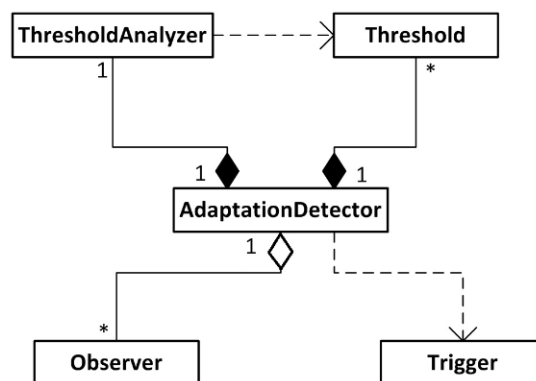 ThresholdAnalyzer Threshold
1 *
1 1
AdaptationDetector
1
*
Observer Trigger